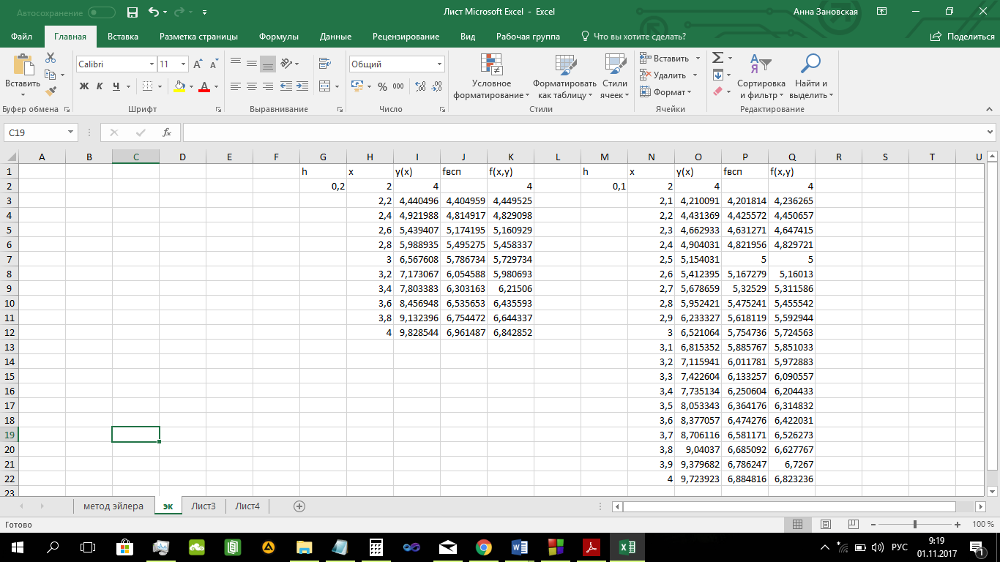 Автосохранение
Лист Microsoft Excel - Excel
Анна Зановская
Файл Главная Вставка Разметка страницы Формулы Данные Рецензирование Вид Рабочая группа Что вы хотите сделать? Поделиться
Вставить
Calibri 11
Ж К Ч
А
Общий
% 000
Условное форматирование
Форматировать как таблицу
Стили ячеек
Вставить
Удалить
Формат
Σ
Сортировка и фильтр
Найти и выделить
Буфер обмена Шрифт Выравнивание Число Стили Ячейки Редактирование
C19 fx
A B C D E F G H I J K L M N O P Q R S T U
1 h x y(x) fвсп f(x,y) h x y(x) fвсп f(x,y)
2 0,2 2 4 4 0,1 2 4 4
3 2,2 4,440496 4,404959 4,449525 2,1 4,210091 4,201814 4,236265
4 2,4 4,921988 4,814917 4,829098 2,2 4,431369 4,425572 4,450657
5 2,6 5,439407 5,174195 5,160929 2,3 4,662933 4,631271 4,647415
6 2,8 5,988935 5,495275 5,458337 2,4 4,904031 4,821956 4,829721
7 3 6,567608 5,786734 5,729734 2,5 5,154031 5 5
8 3,2 7,173067 6,054588 5,980693 2,6 5,412395 5,167279 5,16013
9 3,4 7,803383 6,303163 6,21506 2,7 5,678659 5,32529 5,311586
10 3,6 8,456948 6,535653 6,435593 2,8 5,952421 5,475241 5,455542
11 3,8 9,132396 6,754472 6,644337 2,9 6,233327 5,618119 5,592944
12 4 9,828544 6,961487 6,842852 3 6,521064 5,754736 5,724563
13 3,1 6,815352 5,885767 5,851033
14 3,2 7,115941 6,011781 5,972883
15 3,3 7,422604 6,133257 6,090557
16 3,4 7,735134 6,250604 6,204433
17 3,5 8,053343 6,364176 6,314832
18 3,6 8,377057 6,474276 6,422031
19 3,7 8,706116 6,581171 6,526273
20 3,8 9,04037 6,685092 6,627767
21 3,9 9,379682 6,786247 6,7267
22 4 9,723923 6,884816 6,823236
23
метод эйлера эк Лист3 Лист4
Готово
100 %
РУС
9:19
01.11.2017
1